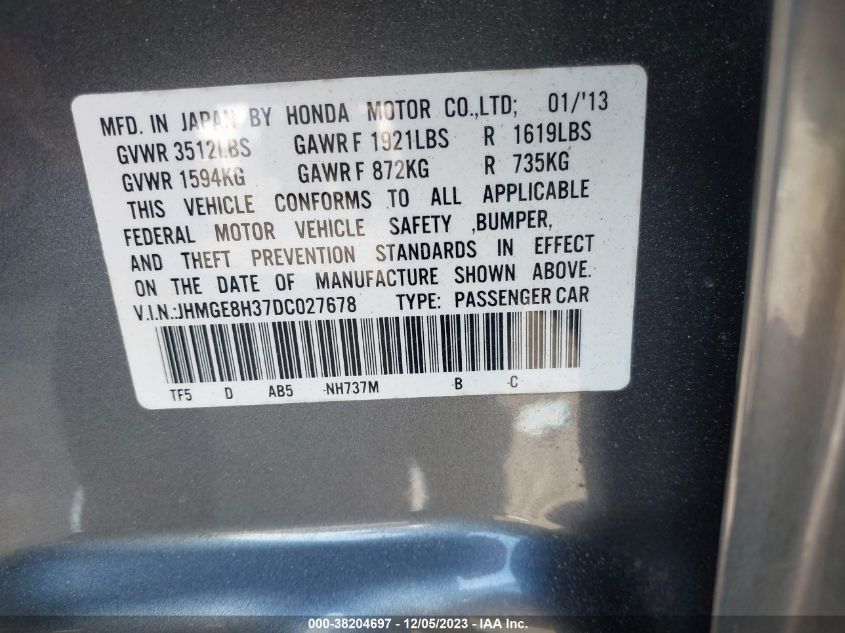 MFD. IN JAPAN BY HONDA MOTOR CO.,LTD; 01/'13
GVWR 3512LBS GAWR F 1921LBS R 1619LBS
GVWR 1594KG GAWR F 872KG R 735KG
THIS VEHICLE CONFORMS TO ALL APPLICABLE
FEDERAL MOTOR VEHICLE SAFETY ,BUMPER,
AND THEFT PREVENTION STANDARDS IN EFFECT
ON THE DATE OF MANUFACTURE SHOWN ABOVE.
V.I.N.:JHMGE8H37DC027678 TYPE: PASSENGER CAR
TF5 D AB5 -NH737M B -C
000-38204697 - 12/05/2023 - IAA Inc.